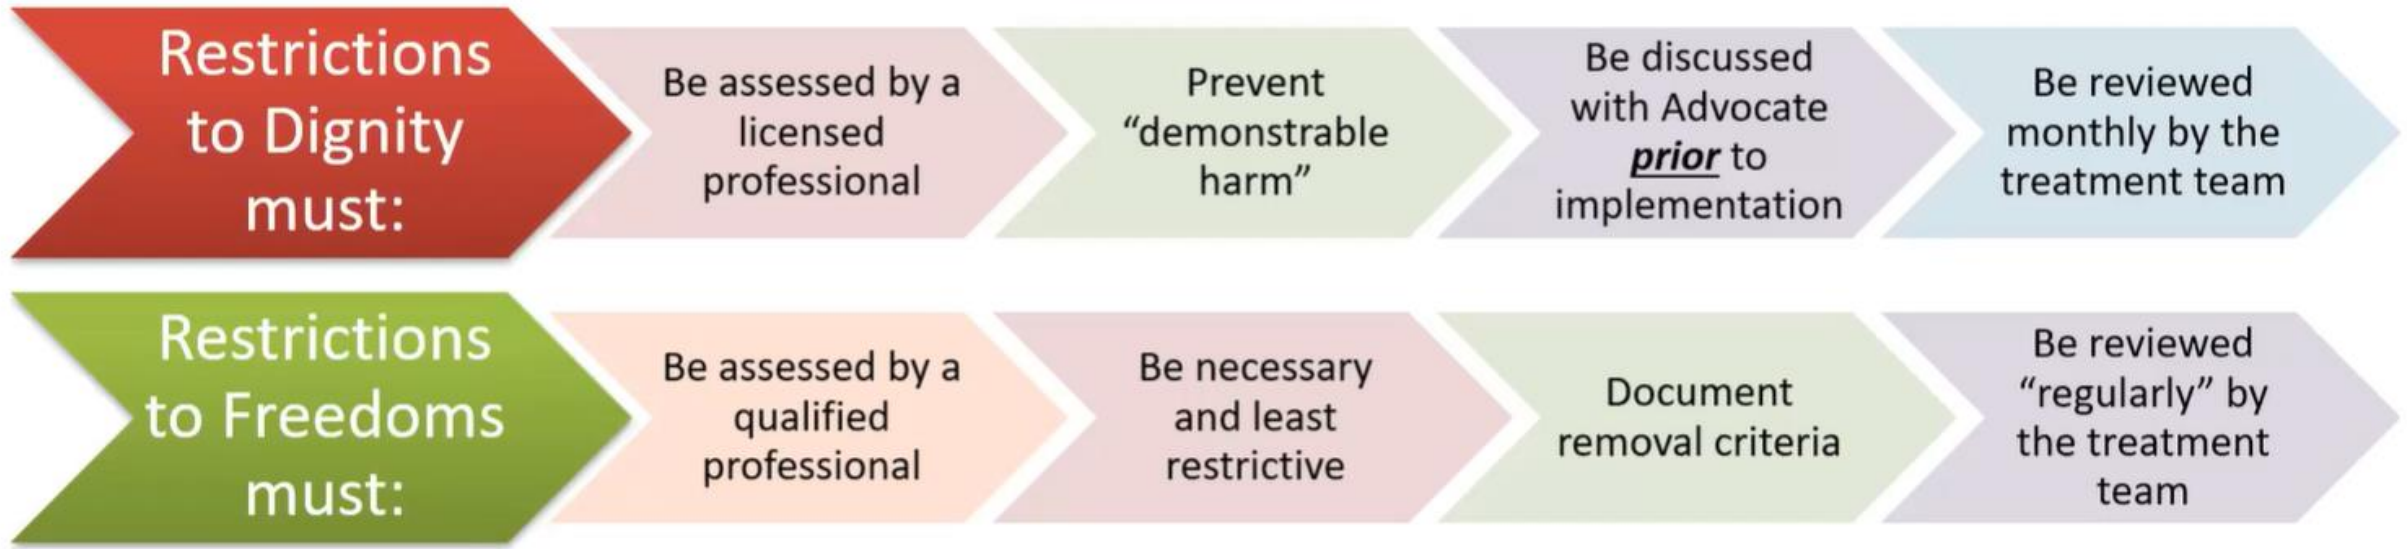 Restrictions
to Dignity
must:
Be assessed by a
licensed
professional
Prevent
“demonstrable
harm”
Be discussed
with Advocate
prior to
implementation
Be reviewed
monthly by the
treatment team
Restrictions
to Freedoms
must:
Be assessed by a
qualified
professional
Be necessary
and least
restrictive
Document
removal criteria
Be reviewed
“regularly” by
the treatment
team